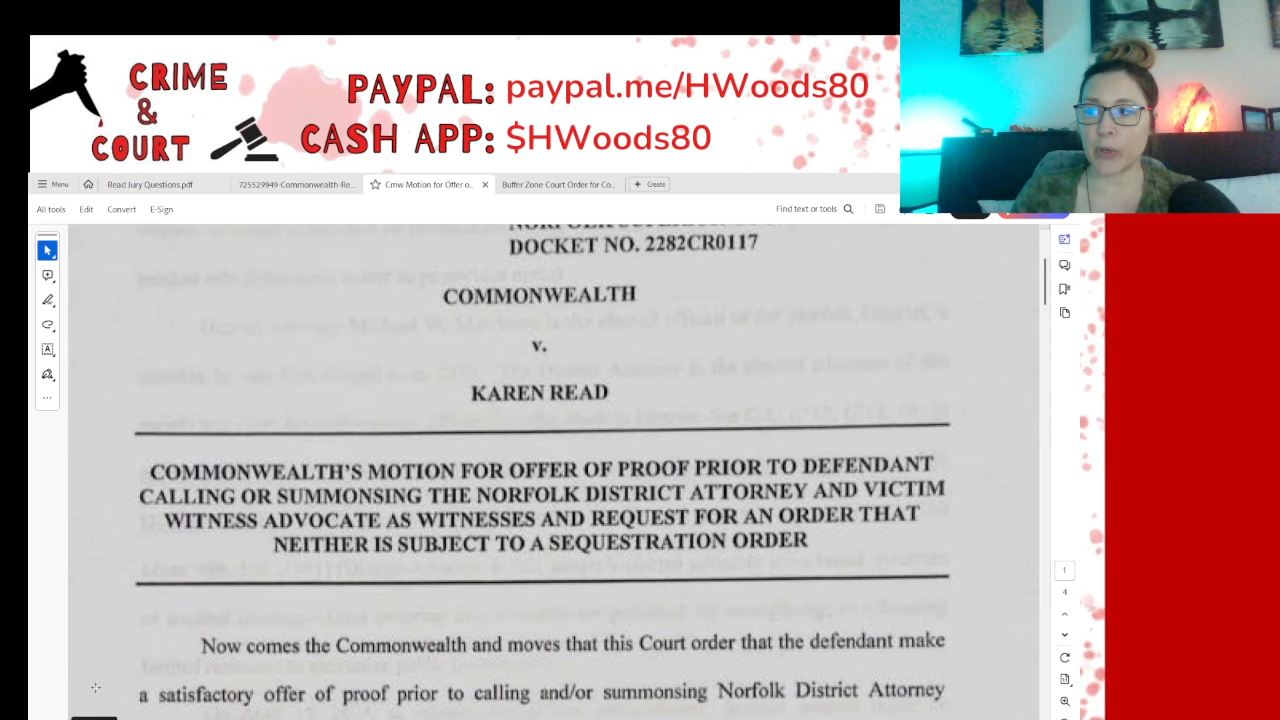 CRIME
&
COURT
PAYPAL: paypal.me/HWoods80
CASH APP: $HWoods80
Menu
Read Jury Questions.pdf
725529949-Commonwealth-Re...
Cmw Motion for Offer o...
Buffer Zone Court Order for Co...
Create
All tools
Edit
Convert
E-Sign
Find text or tools
DOCKET NO. 2282CR0117
COMMONWEALTH
v.
KAREN READ
COMMONWEALTH'S MOTION FOR OFFER OF PROOF PRIOR TO DEFENDANT
CALLING OR SUMMONSING THE NORFOLK DISTRICT ATTORNEY AND VICTIM
WITNESS ADVOCATE AS WITNESSES AND REQUEST FOR AN ORDER THAT
NEITHER IS SUBJECT TO A SEQUESTRATION ORDER
Now comes the Commonwealth and moves that this Court order that the defendant make
a satisfactory offer of proof prior to calling and/or summonsing Norfolk District Attorney
1
4